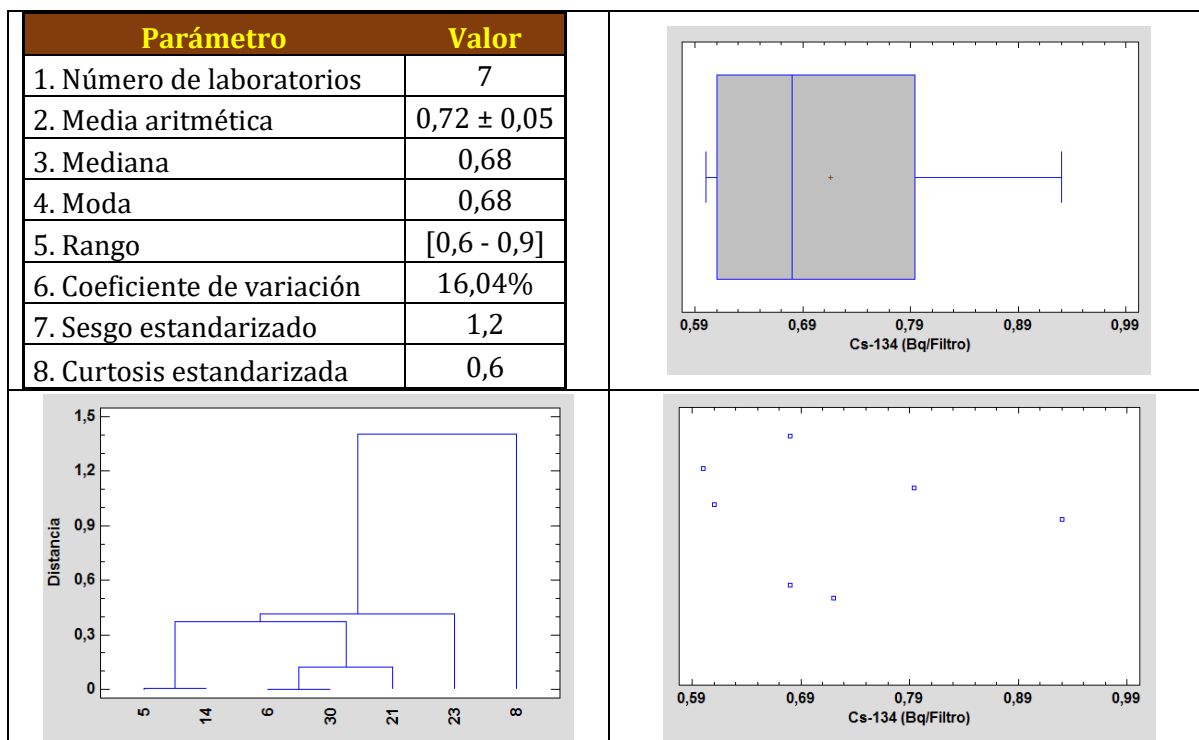 Parámetro Valor
1. Número de laboratorios 7
2. Media aritmética 0,72 ± 0,05
3. Mediana 0,68
4. Moda 0,68
5. Rango [0,6 - 0,9]
6. Coeficiente de variación 16,04%
7. Sesgo estandarizado 1,2
8. Curtosis estandarizada 0,6
0,59 0,69 0,79 0,89 0,99
Cs-134 (Bq/Filtro)
1,5
1,2
0,9
0,6
0,3
0
Distancia
5 14 6 30 21 23 8
0,59 0,69 0,79 0,89 0,99
Cs-134 (Bq/Filtro)